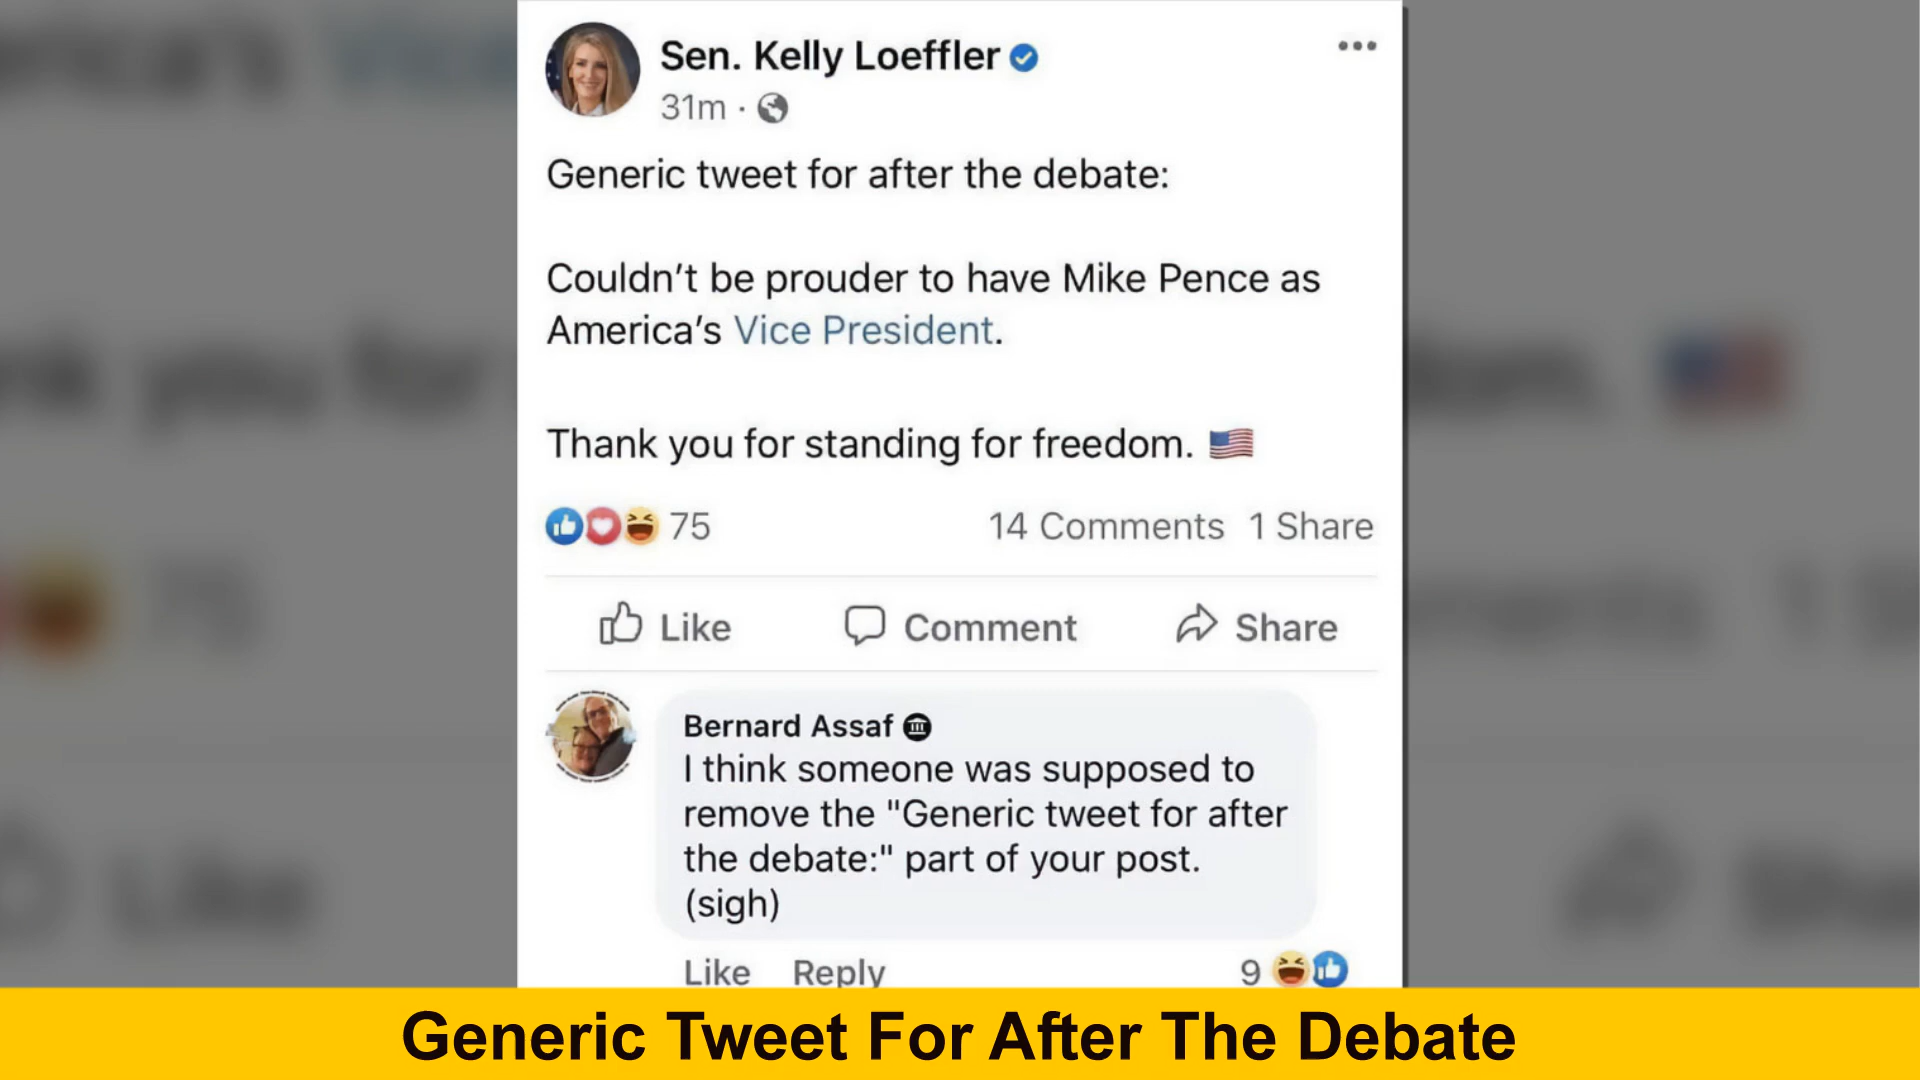 Sen. Kelly Loeffler
31m ·
Generic tweet for after the debate:
Couldn’t be prouder to have Mike Pence as
America’s Vice President.
Thank you for standing for freedom. 🇺🇸
75
14 Comments 1 Share
Like Comment Share
Bernard Assaf
I think someone was supposed to
remove the "Generic tweet for after
the debate:" part of your post.
(sigh)
Like Reply 9
Generic Tweet For After The Debate